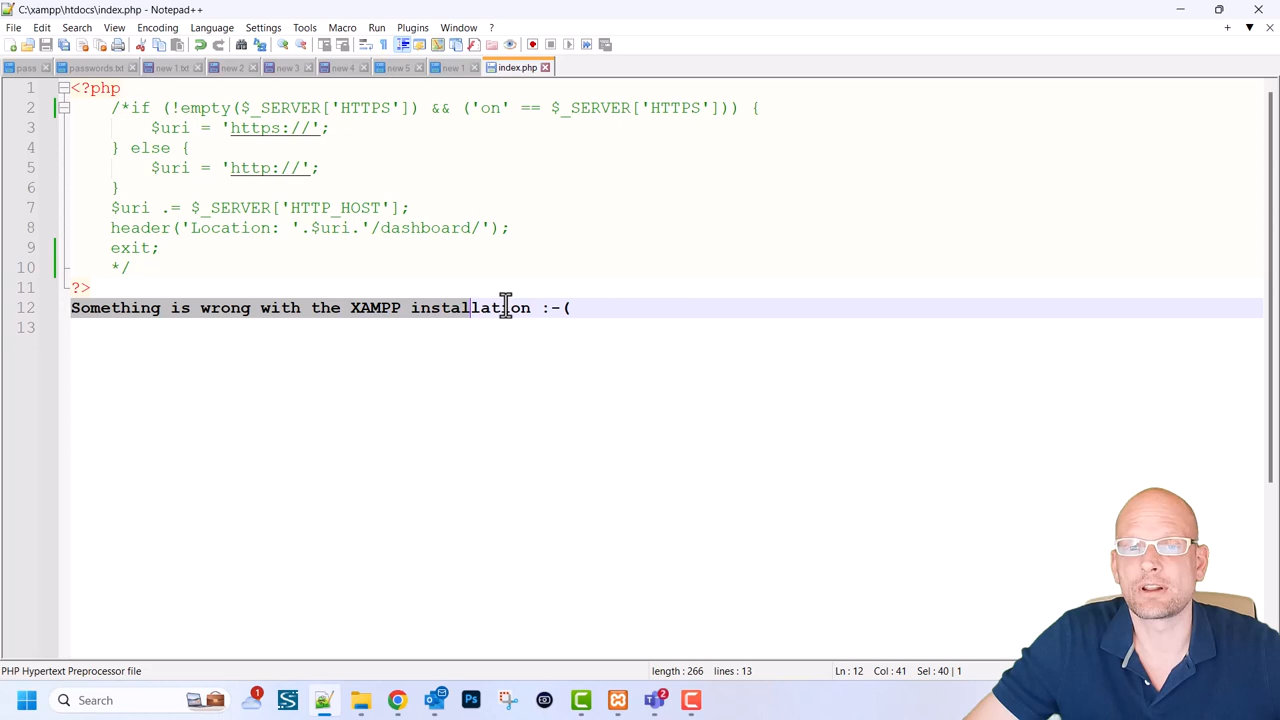 C:\xampp\htdocs\index.php - Notepad++
File Edit Search View Encoding Language Settings Tools Macro Run Plugins Window ?
pass passwords.txt new 1.txt new 2 new 3 new 4 new 5 new 1 index.php
1 <?php
2 /*if (!empty($_SERVER['HTTPS']) && ('on' == $_SERVER['HTTPS'])) {
3 $uri = 'https://';
4 } else {
5 $uri = 'http://';
6 }
7 $uri .= $_SERVER['HTTP_HOST'];
8 header('Location: '.$uri.'/dashboard/');
9 exit;
10 */
11 ?>
12 Something is wrong with the XAMPP installation :-(
13
PHP Hypertext Preprocessor file length : 266 lines : 13 Ln : 12 Col : 41 Sel : 40 | 1
Search 1 Ps 2